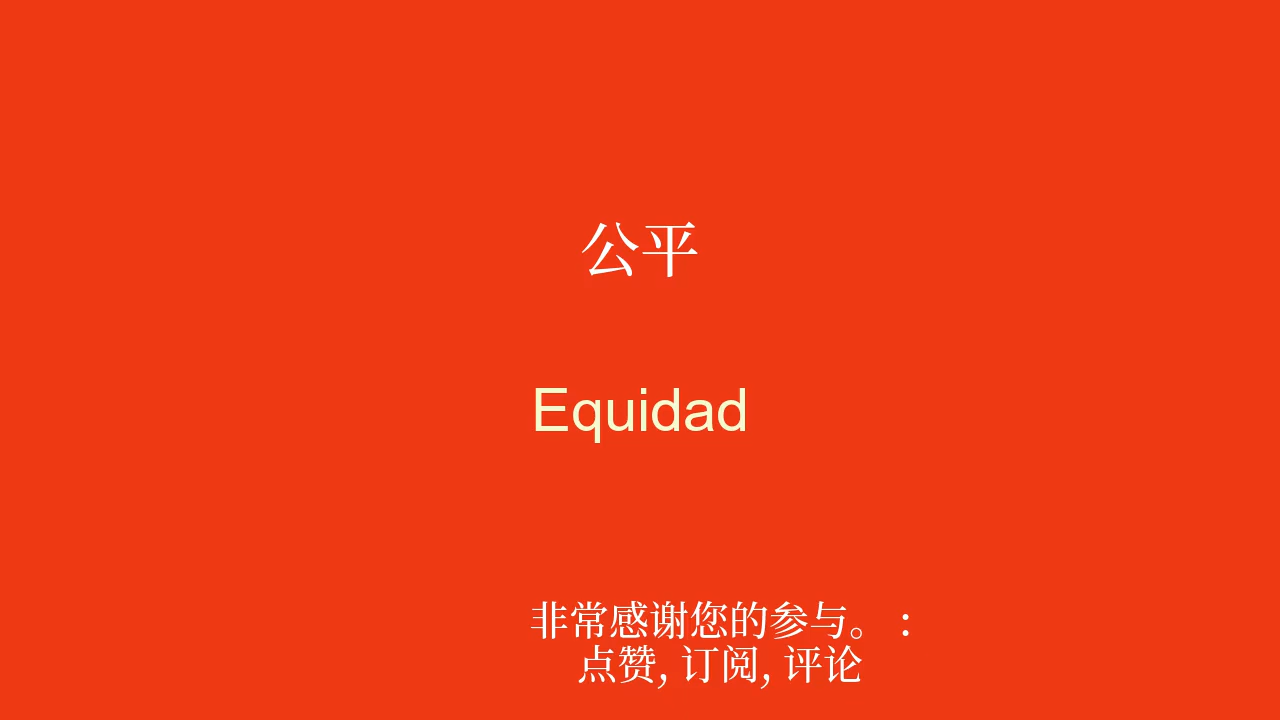 公平
Equidad
非常感谢您的参与。 :
点赞, 订阅, 评论